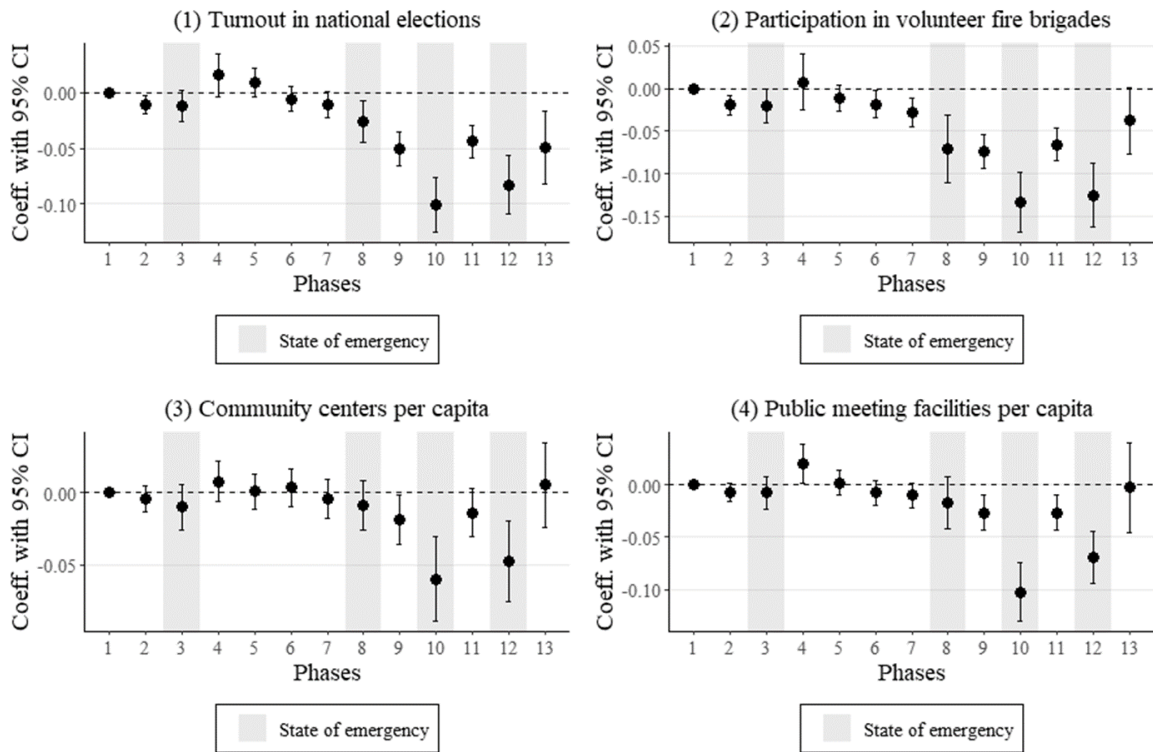 (1) Turnout in national elections
Coeff. with 95% CI
0.00
-0.05
-0.10
1 2 3 4 5 6 7 8 9 10 11 12 13
Phases
State of emergency
(2) Participation in volunteer fire brigades
Coeff. with 95% CI
0.05
0.00
-0.05
-0.10
-0.15
1 2 3 4 5 6 7 8 9 10 11 12 13
Phases
State of emergency
(3) Community centers per capita
Coeff. with 95% CI
0.00
-0.05
1 2 3 4 5 6 7 8 9 10 11 12 13
Phases
State of emergency
(4) Public meeting facilities per capita
Coeff. with 95% CI
0.00
-0.05
-0.10
1 2 3 4 5 6 7 8 9 10 11 12 13
Phases
State of emergency